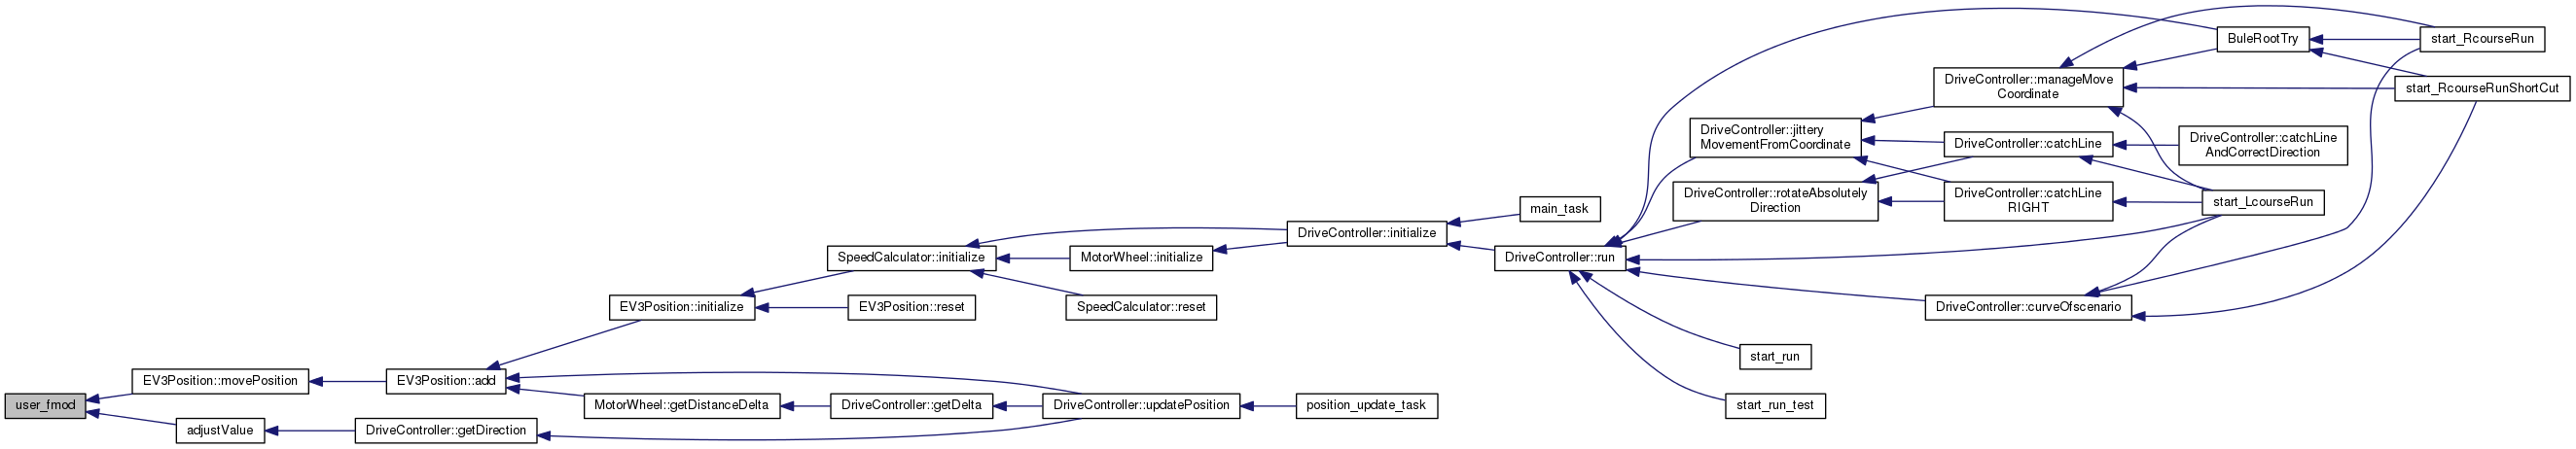 BuleRootTry
start_RcourseRun
DriveController::manageMove
Coordinate
start_RcourseRunShortCut
DriveController::jittery
MovementFromCoordinate
DriveController::catchLine
DriveController::catchLine
AndCorrectDirection
DriveController::rotateAbsolutely
Direction
DriveController::catchLine
RIGHT
start_LcourseRun
main_task
DriveController::initialize
SpeedCalculator::initialize
MotorWheel::initialize
DriveController::run
EV3Position::initialize
EV3Position::reset
SpeedCalculator::reset
DriveController::curveOfscenario
start_run
EV3Position::movePosition
EV3Position::add
user_fmod
MotorWheel::getDistanceDelta
DriveController::getDelta
DriveController::updatePosition
position_update_task
start_run_test
adjustValue
DriveController::getDirection